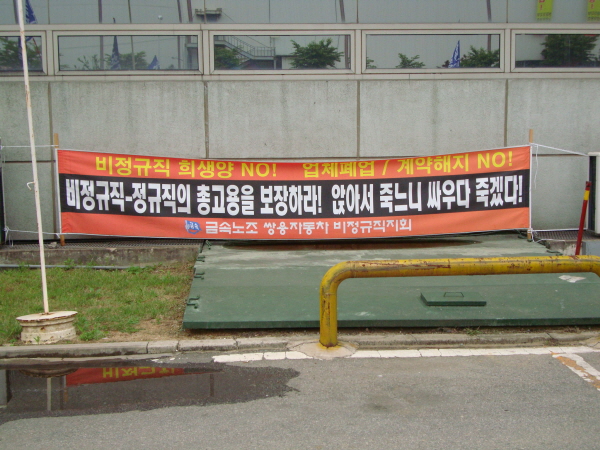 비정규직 희생양 NO! 업체폐업 / 계약해지 NO!
비정규직-정규직의 총고용을 보장하라! 앉아서 죽느니 싸우다 죽겠다!
금속노조 쌍용자동차 비정규직지회